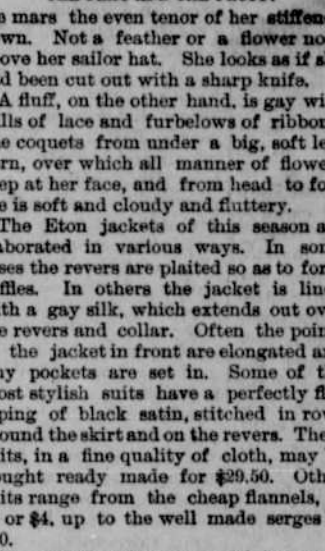 mars the even tenor of her stiffen
wn. Not a feather or a flower no
ove her sailor hat. She looks as if s
d been cut out with a sharp knife.
A fluff, on the other hand, is gay wi
lls of lace and furbelows of ribbon
e coquets from under a big, soft le
rn, over which all manner of flowe
ep at her face, and from head to fo
e is soft and cloudy and fluttery.
The Eton jackets of this season a
aborated in various ways. In som
ses the revers are plaited so as to for
ffles. In others the jacket is line
th a gay silk, which extends out ov
e revers and collar. Often the poin
the jacket in front are elongated a
ny pockets are set in. Some of t
ost stylish suits have a perfectly fl
ping of black satin, stitched in rov
ound the skirt and on the revers. The
its, in a fine quality of cloth, may
ought ready made for $29.50. Oth
its range from the cheap flannels,
or $4, up to the well made serges
0.